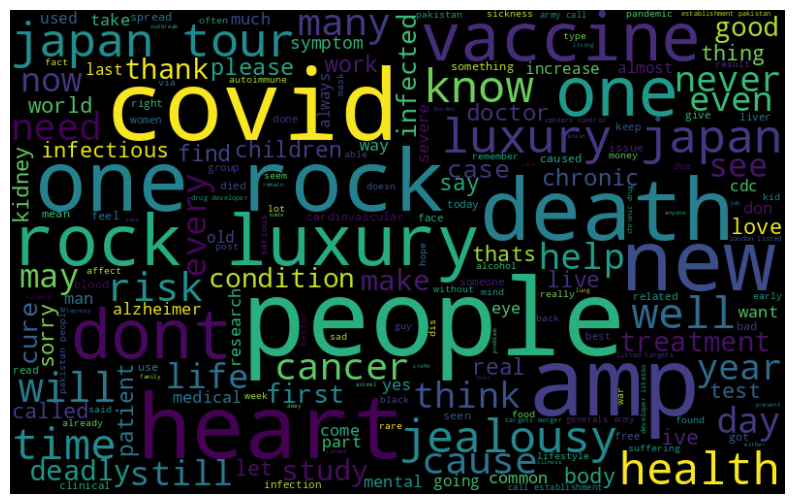 used
take
spread
often
much
many
pakistan
sickness
army call
pandemic
establishment pakistan
outbreak
japan tour
vaccine
type
living
good
thing
symptom
fact
via
last
thank
please
work
infected
something
increase
almost
result
now
autoimmune
know
one
never
even
covid
always
mask
world
right
women
done
need
severe
doctor
centers control
give
liver
luxury japan
infectious
find
children
able
way
remember
issue
money
kidney
group
case
say
caused
due
see
one rock
death
chronic
cdc
every
died
doesn
seem
remain
today
don
kid
mean
feel
lot
drug developer
cardiovascular
face
love
old
post
serious
hope
thats
london listed
rock luxury
new
help
may
risk
condition
make
live
alcohol
someone
affect
blood
man
without
mind
really
lung
related
early
want
people
well
alzheimer
research
eye
bad
cure
sorry
dont
sad
dis
guy
back
best
treatment
pakistan people
cancer
black
listed targets
read
use
real
amp
year
will
life
first
yes
think
test
patient
medical
week
rare
seen
food
war
called
said
family
animal
already
come
part
targets merger
generals army
found
day
time
heart
jealousy
ive
free
got
suffering
lifestyle
deadly
still
let
study
cause
body
health
clinical
infection
mental
going
common
call establishment